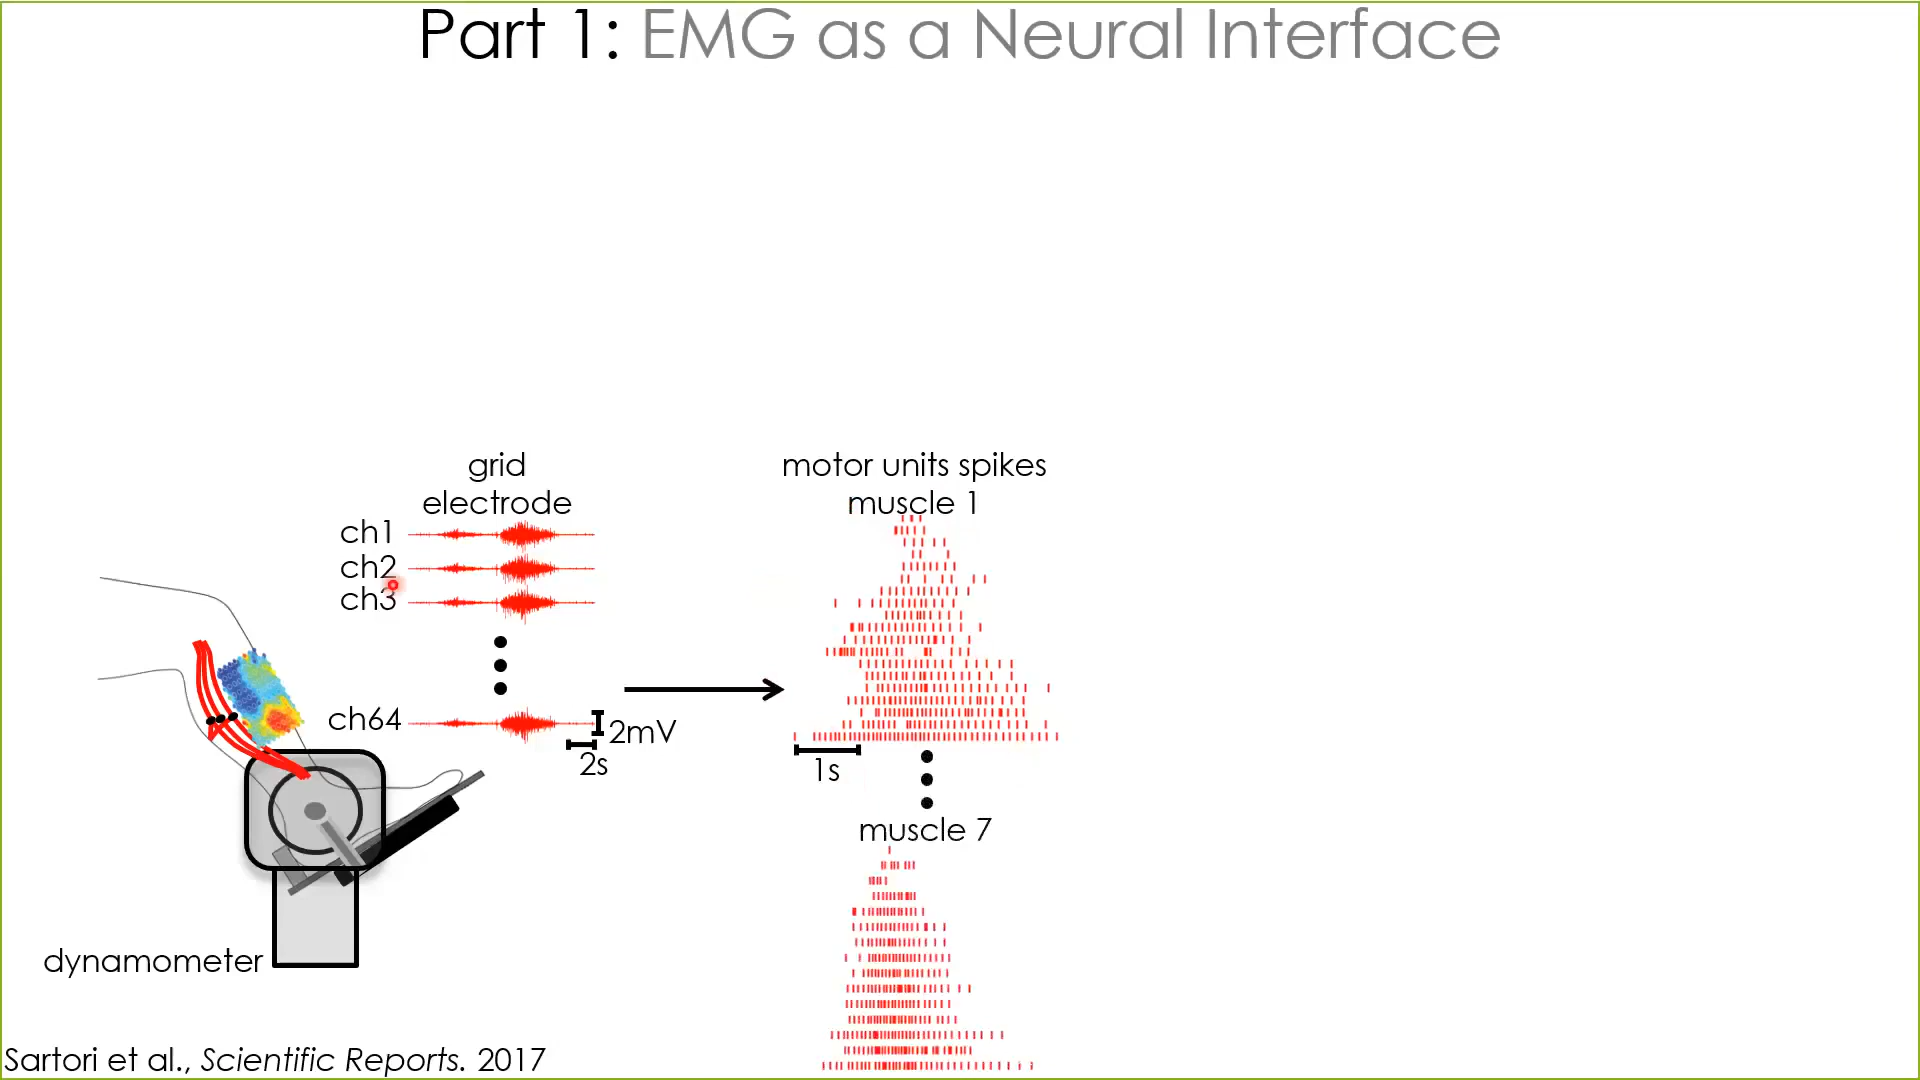 Part 1: EMG as a Neural Interface
grid
electrode
ch1
ch2
ch3
ch64
2mV
2s
motor units spikes
muscle 1
1s
muscle 7
dynamometer
Sartori et al., Scientific Reports. 2017